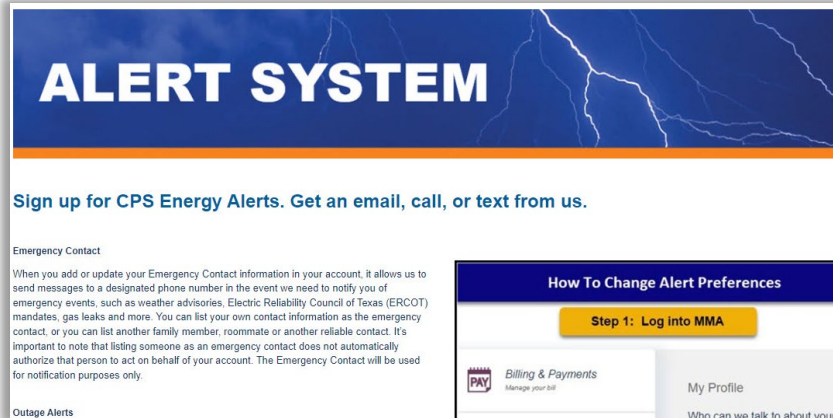 ALERT SYSTEM
Sign up for CPS Energy Alerts. Get an email, call, or text from us.
Emergency Contact
When you add or update your Emergency Contact information in your account, it allows us to
send messages to a designated phone number in the event we need to notify you of
emergency events, such as weather advisories, Electric Reliability Council of Texas (ERCOT)
mandates, gas leaks and more. You can list your own contact information as the emergency
contact, or you can list another family member, roommate or another reliable contact. It's
important to note that listing someone as an emergency contact does not automatically
authorize that person to act on behalf of your account. The Emergency Contact will be used
for notification purposes only.
Outage Alerts
How To Change Alert Preferences
Step 1: Log into MMA
PAY
Billing & Payments
Manage your bill
My Profile
Who can we talk to about your